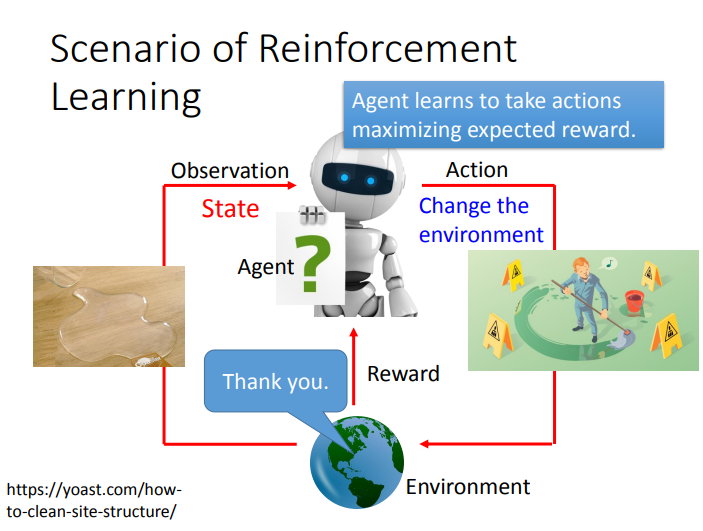 Scenario of Reinforcement
Learning
Agent learns to take actions
maximizing expected reward.
Observation
Action
State
Change the
environment
Agent
?
Thank you.
Reward
Environment
https://yoast.com/how-
to-clean-site-structure/